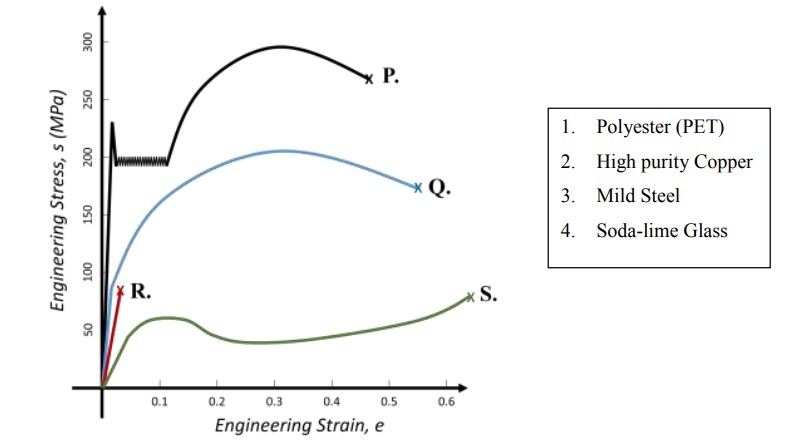 Engineering Stress, s (MPa)
300
250
200
150
100
50
P.
Q.
R.
S.
0.1 0.2 0.3 0.4 0.5 0.6
Engineering Strain, e
1. Polyester (PET)
2. High purity Copper
3. Mild Steel
4. Soda-lime Glass